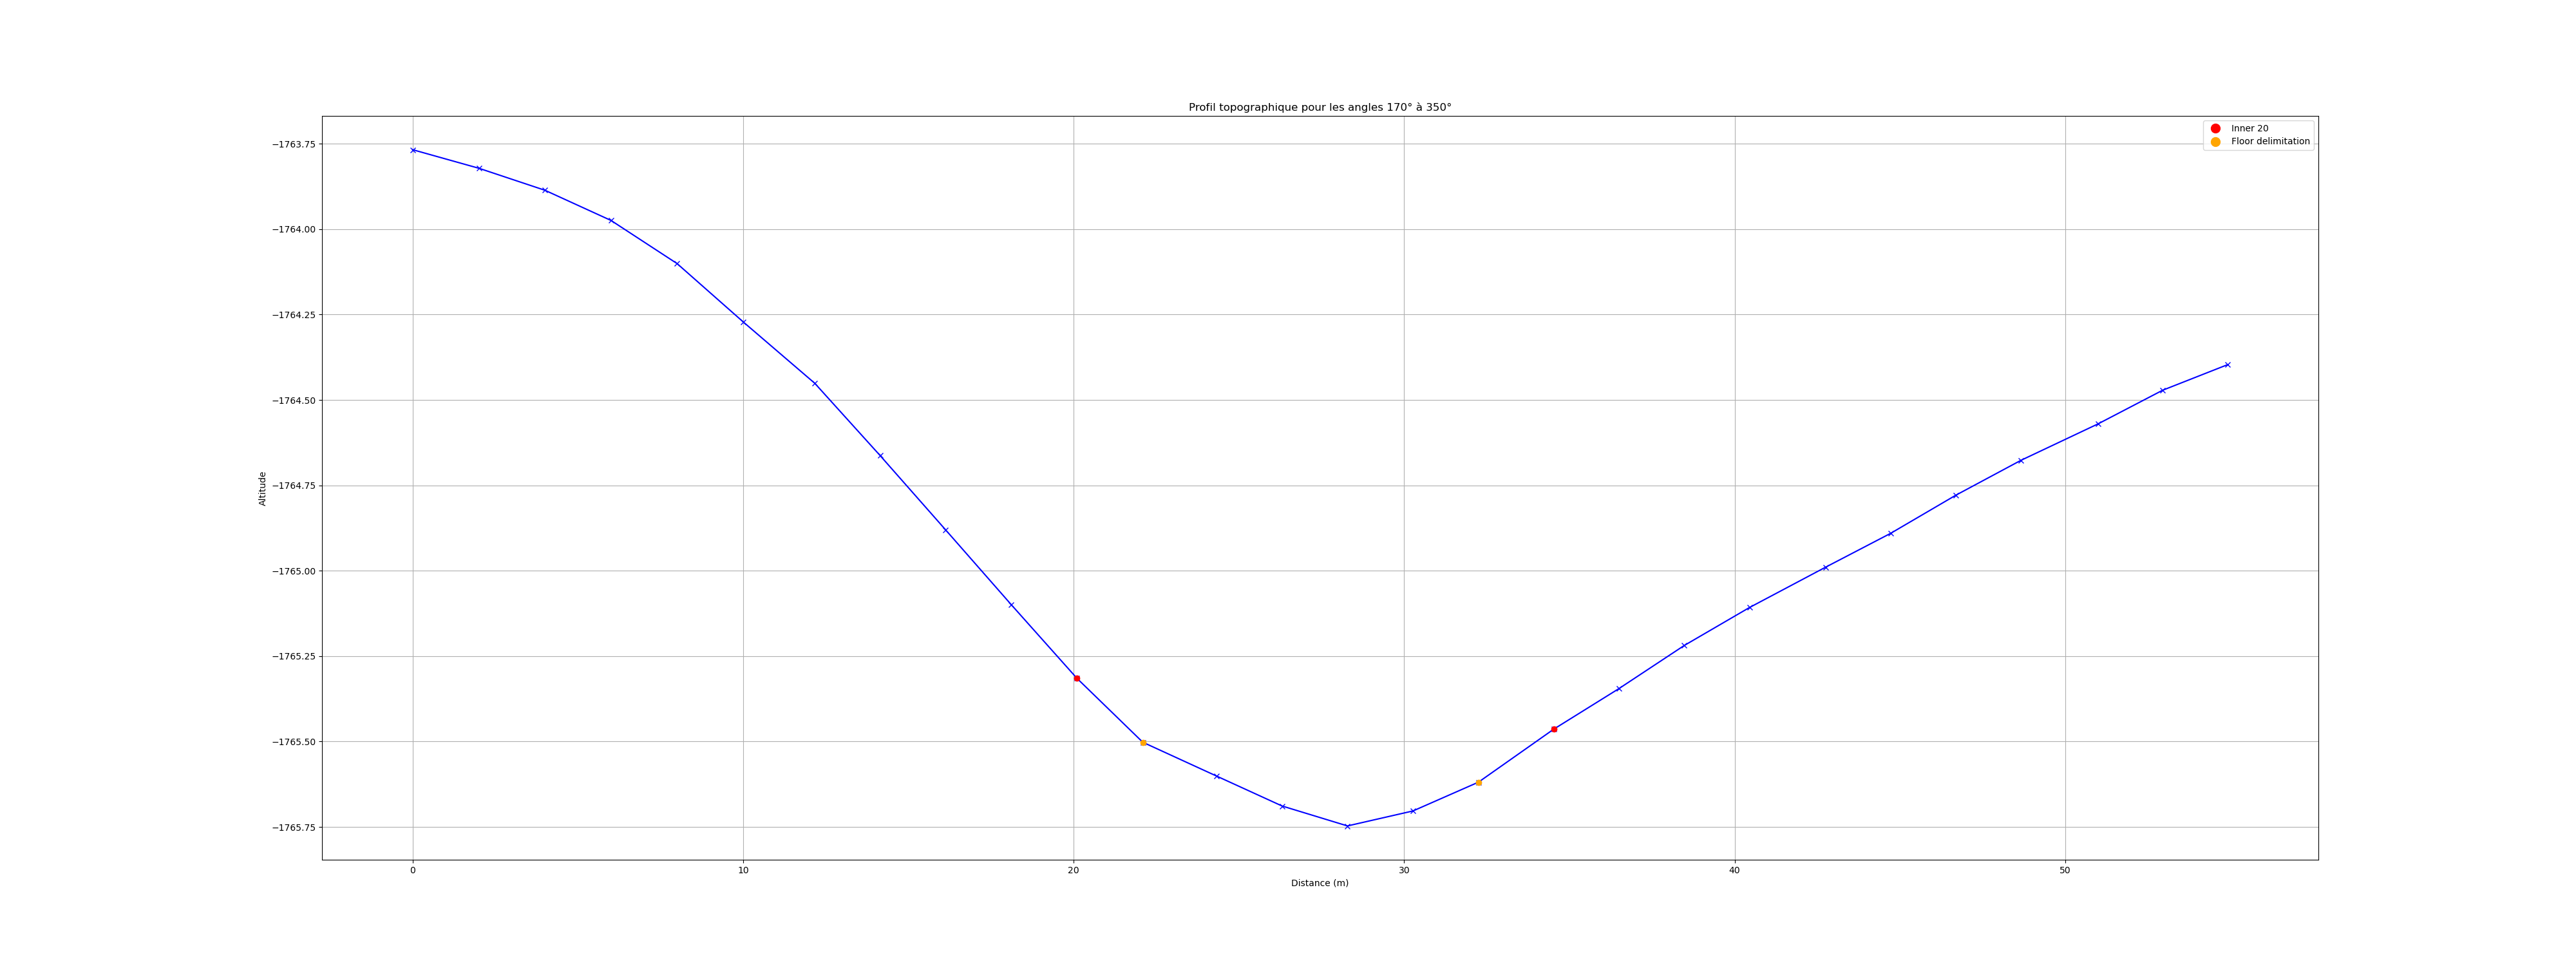 Profil topographique pour les angles 170° à 350°
Inner 20
Floor delimitation
−1763.75
−1764.00
−1764.25
−1764.50
−1764.75
−1765.00
−1765.25
−1765.50
−1765.75
Altitude
0 10 20 30 40 50
Distance (m)